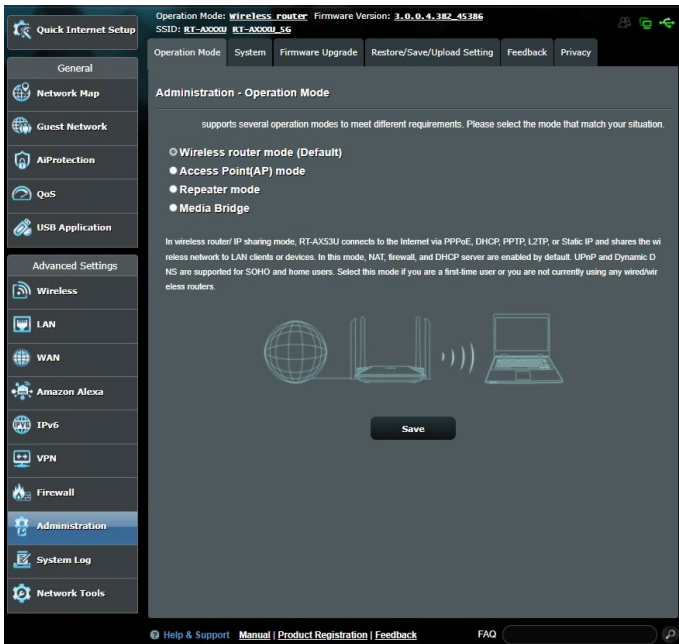 Quick Internet Setup
General
Network Map
Guest Network
AiProtection
QoS
USB Application
Advanced Settings
Wireless
LAN
WAN
Amazon Alexa
IPv6
VPN
Firewall
Administration
System Log
Network Tools
Operation Mode: Wireless router Firmware Version: 3.0.0.4.382_45386
SSID: RT-AXXXU RT-AXXXU_5G
Operation Mode System Firmware Upgrade Restore/Save/Upload Setting Feedback Privacy
Administration - Operation Mode
supports several operation modes to meet different requirements. Please select the mode that match your situation.
Wireless router mode (Default)
Access Point(AP) mode
Repeater mode
Media Bridge
In wireless router/ IP sharing mode, RT-AX53U connects to the Internet via PPPoE, DHCP, PPTP, L2TP, or Static IP and shares the wi
reless network to LAN clients or devices. In this mode, NAT, firewall, and DHCP server are enabled by default. UPnP and Dynamic D
NS are supported for SOHO and home users. Select this mode if you are a first-time user or you are not currently using any wired/wir
eless routers.
Save
Help & Support Manual | Product Registration | Feedback FAQ